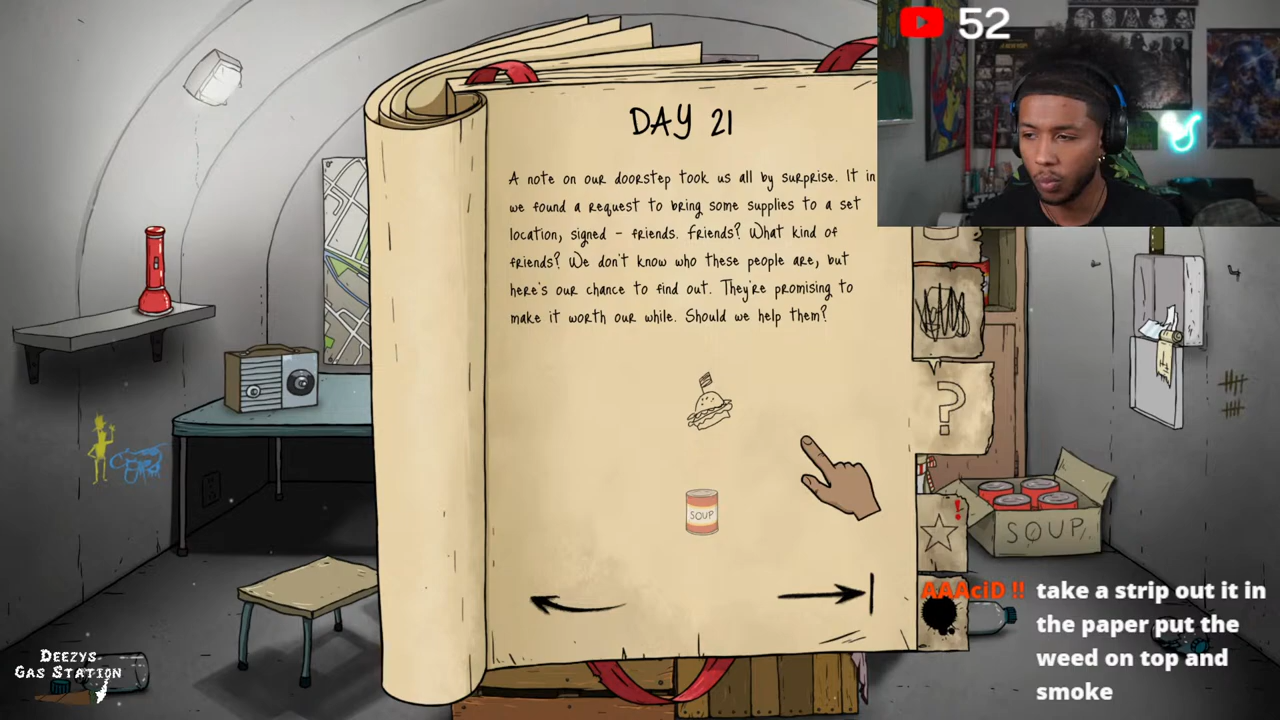 52
DAY 21
A note on our doorstep took us all by surprise. It in
we found a request to bring some supplies to a set
location, signed - friends. Friends? What kind of
friends? We don't know who these people are, but
here's our chance to find out. They're promising to
make it worth our while. Should we help them?
?
SOUP
SOUP
!
AAAciD !! take a strip out it in
the paper put the
weed on top and
smoke
DEEZYS
GAS STATION